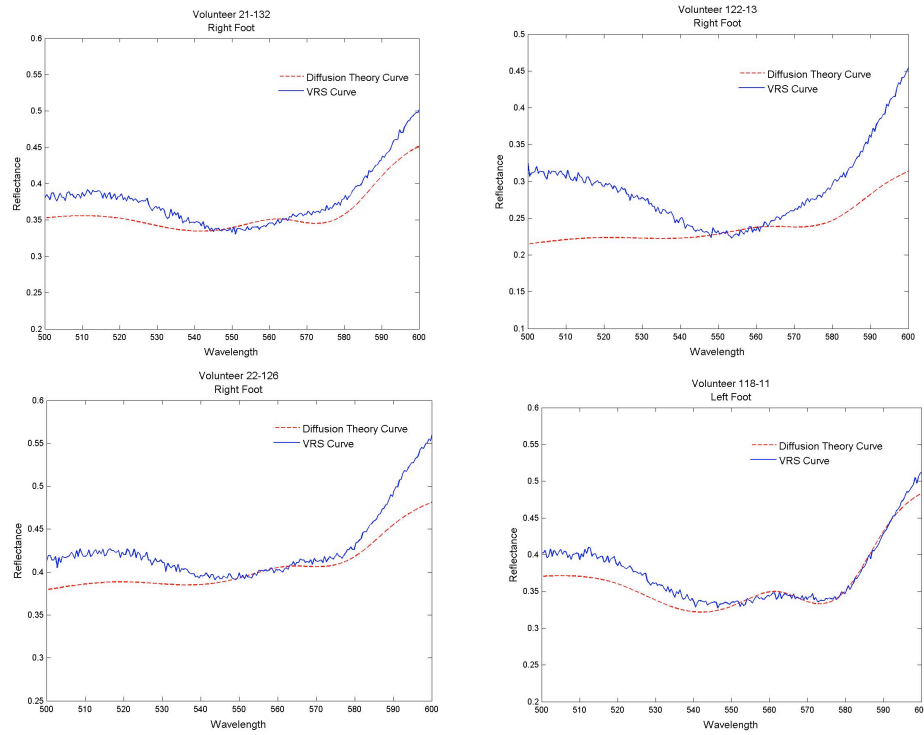 Volunteer 21-132
Right Foot
0.6
0.55
0.5
0.45
0.4
0.35
0.3
0.25
0.2
Reflectance
Diffusion Theory Curve
VRS Curve
500 510 520 530 540 550 560 570 580 590 600
Wavelength
Volunteer 122-13
Right Foot
0.5
0.45
0.4
0.35
0.3
0.25
0.2
0.15
0.1
Reflectance
Diffusion Theory Curve
VRS Curve
500 510 520 530 540 550 560 570 580 590 600
Wavelength
Volunteer 22-126
Right Foot
0.6
0.55
0.5
0.45
0.4
0.35
0.3
0.25
Reflectance
Diffusion Theory Curve
VRS Curve
500 510 520 530 540 550 560 570 580 590 600
Wavelength
Volunteer 118-11
Left Foot
0.6
0.55
0.5
0.45
0.4
0.35
0.3
0.25
0.2
Reflectance
Diffusion Theory Curve
VRS Curve
500 510 520 530 540 550 560 570 580 590 600
Wavelength